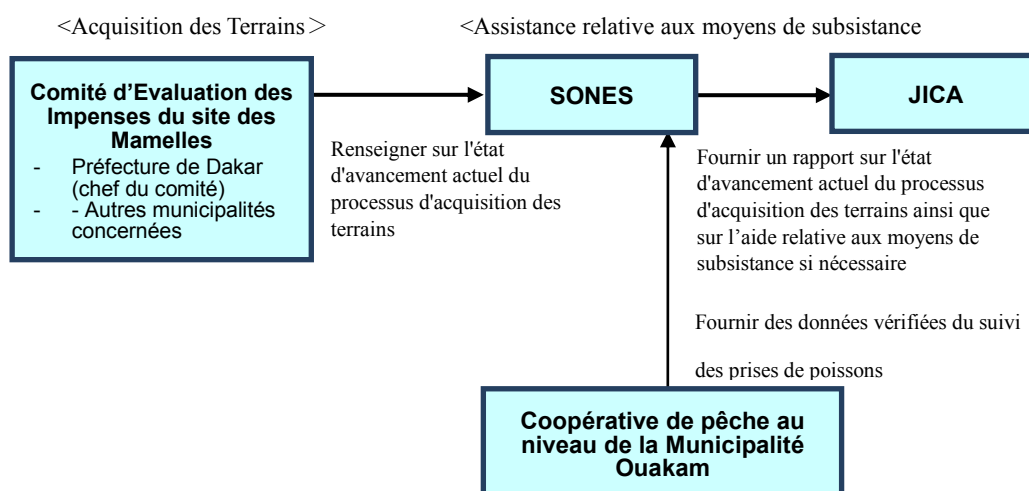 <Acquisition des Terrains＞
<Assistance relative aux moyens de subsistance
Comité d'Evaluation des
Impenses du site des
Mamelles
- Préfecture de Dakar
(chef du comité)
- - Autres municipalités
concernées
SONES
JICA
Renseigner sur l'état
d'avancement actuel du
processus d'acquisition des
terrains
Fournir un rapport sur l'état
d'avancement actuel du processus
d'acquisition des terrains ainsi que
sur l’aide relative aux moyens de
subsistance si nécessaire
Fournir des données vérifiées du suivi
des prises de poissons
Coopérative de pêche au
niveau de la Municipalité
Ouakam